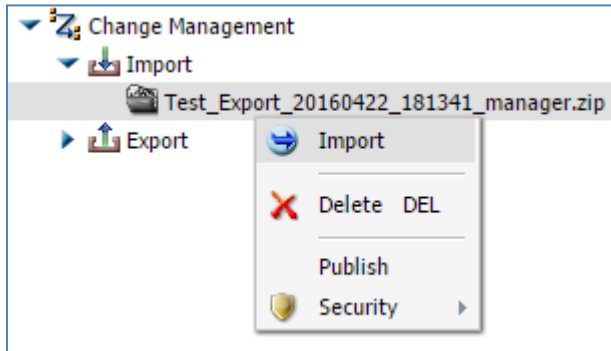 Change Management
Import
Test_Export_20160422_181341_manager.zip
Export
Import
Delete DEL
Publish
Security